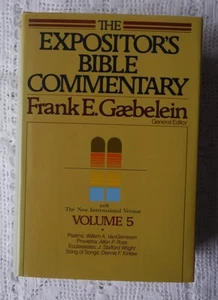 THE
EXPOSITOR'S
BIBLE
COMMENTARY
Frank E. Gæbelein
General Editor
with
The New International Version
VOLUME 5
Psalms: Willem A. VanGemeren
Proverbs: Allen P. Ross
Ecclesiastes: J. Stafford Wright
Song of Songs: Dennis F. Kinlaw